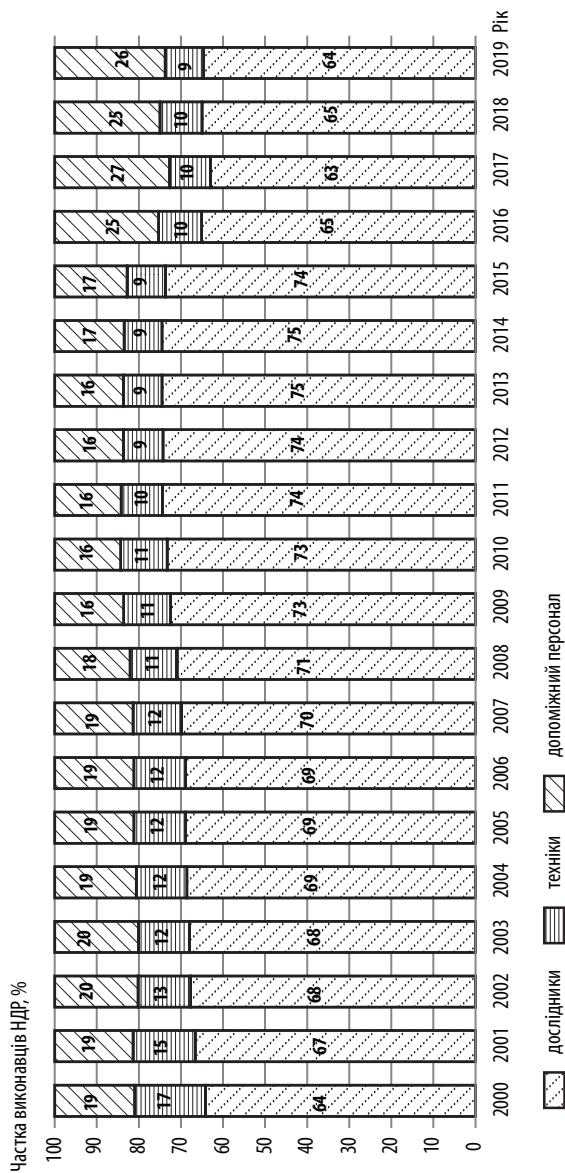 Частка виконавців НДР, %
100
90
80
70
60
50
40
30
20
10
0
19 19 20 20 19 19 19 19 18 16 16 16 16 16 17 17 25 27 25 26
17 15 13 12 12 12 12 12 11 11 11 10 9 9 9 9 10 10 10 9
64 67 68 68 69 69 69 70 71 73 73 74 74 75 75 74 65 63 65 64
2000 2001 2002 2003 2004 2005 2006 2007 2008 2009 2010 2011 2012 2013 2014 2015 2016 2017 2018 2019 Рік
дослідники техніки допоміжний персонал